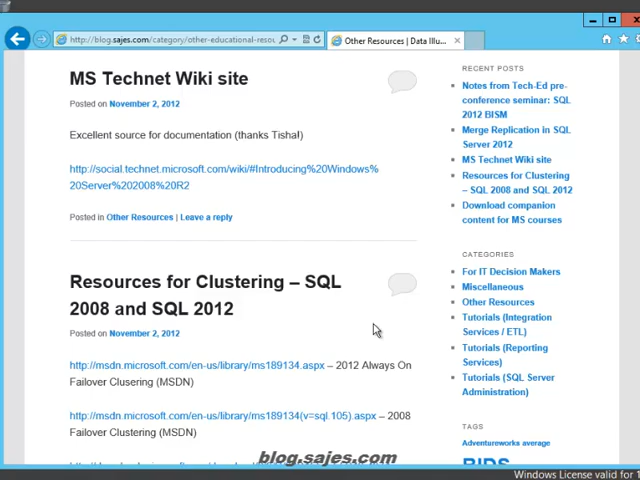 http://blog.sajes.com/category/other-educational-resou
Other Resources | Data Illu...
MS Technet Wiki site
Posted on November 2, 2012
Excellent source for documentation (thanks Tisha!)
http://social.technet.microsoft.com/wiki/#Introducing%20Windows%
20Server%202008%20R2
Posted in Other Resources | Leave a reply
Resources for Clustering – SQL
2008 and SQL 2012
Posted on November 2, 2012
http://msdn.microsoft.com/en-us/library/ms189134.aspx – 2012 Always On
Failover Clusering (MSDN)
http://msdn.microsoft.com/en-us/library/ms189134(v=sql.105).aspx – 2008
Failover Clustering (MSDN)
RECENT POSTS
Notes from Tech-Ed pre-
conference seminar: SQL
2012 BISM
Merge Replication in SQL
Server 2012
MS Technet Wiki site
Resources for Clustering
– SQL 2008 and SQL 2012
Download companion
content for MS courses
CATEGORIES
For IT Decision Makers
Miscellaneous
Other Resources
Tutorials (Integration
Services / ETL)
Tutorials (Reporting
Services)
Tutorials (SQL Server
Administration)
TAGS
Adventureworks average
BIDS
blog.sajes.com
Windows License valid for 1